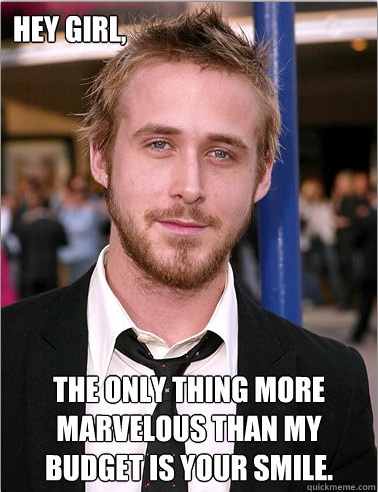 HEY GIRL,
THE ONLY THING MORE
MARVELOUS THAN MY
BUDGET IS YOUR SMILE.
quickmeme.com